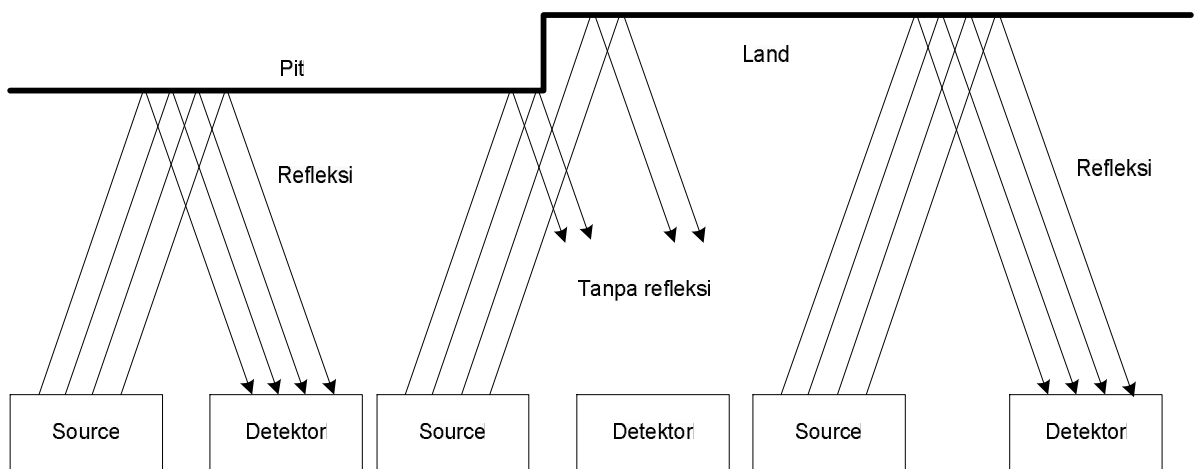 Pit
Land
Refleksi
Refleksi
Tanpa refleksi
Source
Detektor
Source
Detektor
Source
Detektor